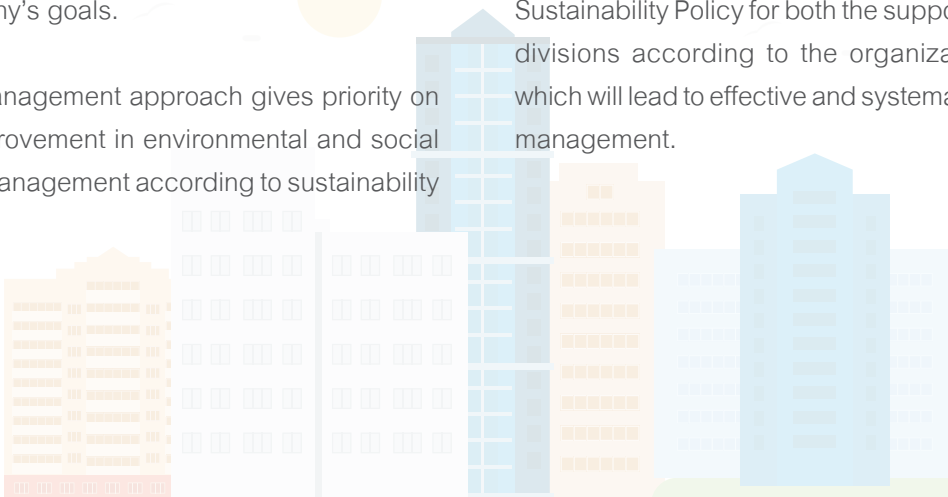 ny's goals.
anagement approach gives priority on
rovement in environmental and social
anagement according to sustainability
Sustainability Policy for both the suppo
divisions according to the organiza
which will lead to effective and systema
management.